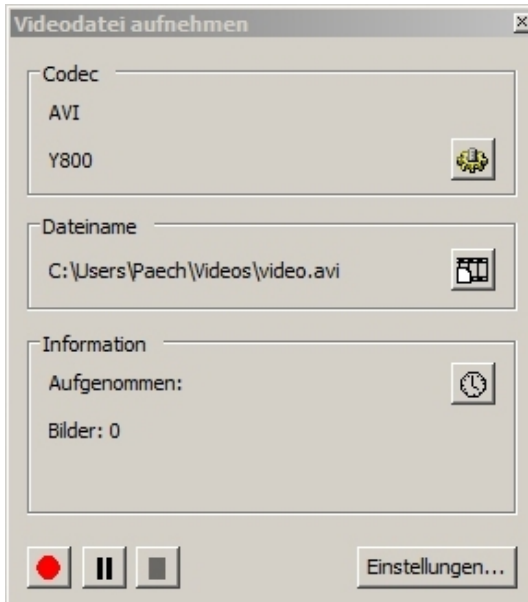 Videodatei aufnehmen
Codec
AVI
Y800
Dateiname
C:\Users\Paech\Videos\video.avi
Information
Aufgenommen:
Bilder: 0
Einstellungen...